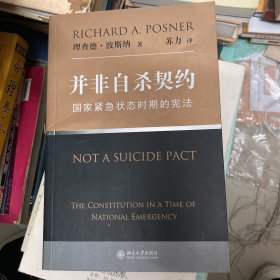 RICHARD A. POSNER
理查德·波斯纳 著 苏力 译
并非自杀契约
国家紧急状态时期的宪法
NOT A SUICIDE PACT
THE CONSTITUTION IN A TIME OF
NATIONAL EMERGENCY
北京大学出版社